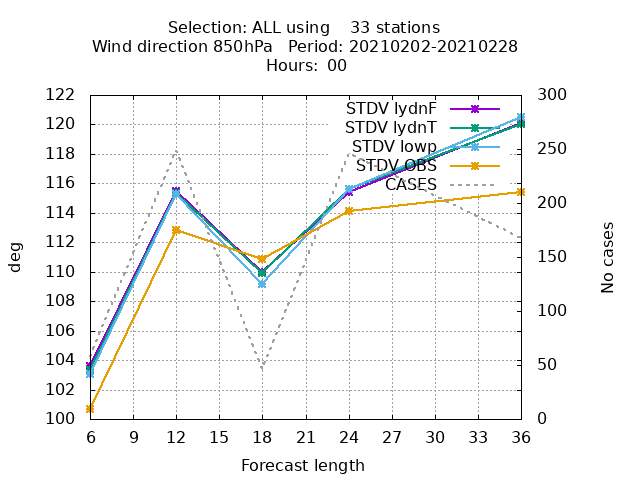 Selection: ALL using    33 stations
Wind direction 850hPa   Period: 20210202-20210228
Hours: 00
122
120
118
116
114
112
110
108
106
104
102
100
deg
300
250
200
150
100
50
0
No cases
STDV lydnF
STDV lydnT
STDV lowp
STDV OBS
CASES
6 9 12 15 18 21 24 27 30 33 36
Forecast length